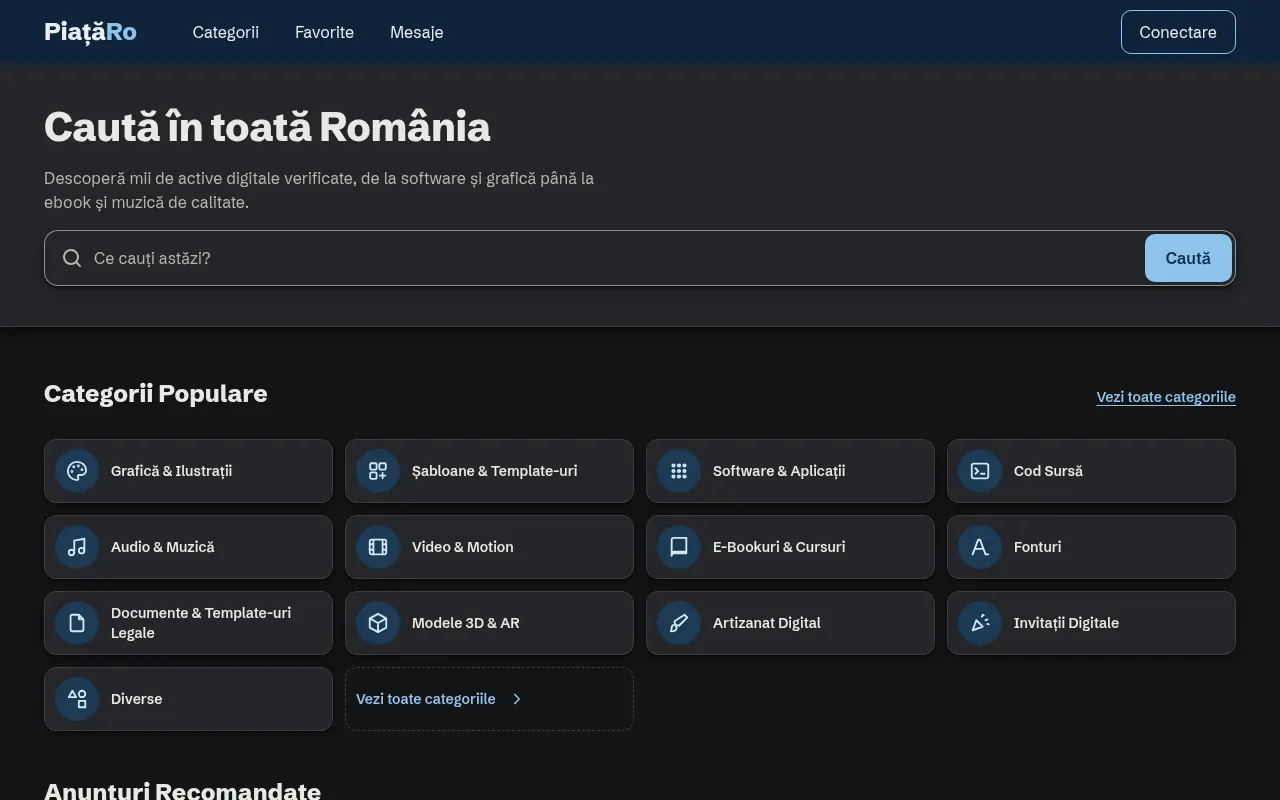 PiațăRo
Categorii
Favorite
Mesaje
Conectare
Caută în toată România
Descoperă mii de active digitale verificate, de la software și grafică până la
ebook și muzică de calitate.
Ce cauți astăzi?
Caută
Categorii Populare
Vezi toate categoriile
Grafică & Ilustrații
Șabloane & Template-uri
Software & Aplicații
Cod Sursă
Audio & Muzică
Video & Motion
E-Bookuri & Cursuri
Fonturi
Documente & Template-uri
Legale
Modele 3D & AR
Artizanat Digital
Invitații Digitale
Diverse
Vezi toate categoriile
Anunțuri Recomandate